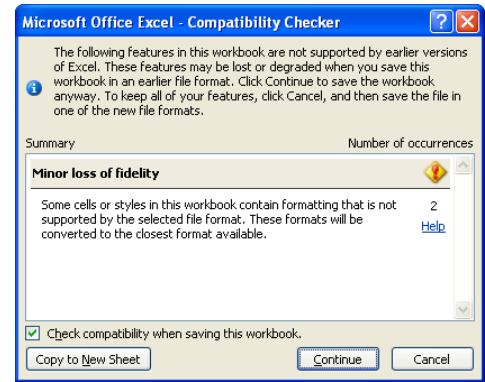 Microsoft Office Excel - Compatibility Checker
The following features in this workbook are not supported by earlier versions
of Excel. These features may be lost or degraded when you save this
workbook in an earlier file format. Click Continue to save the workbook
anyway. To keep all of your features, click Cancel, and then save the file in
one of the new file formats.
Summary Number of occurrences
Minor loss of fidelity
Some cells or styles in this workbook contain formatting that is not 2
supported by the selected file format. These formats will be Help
converted to the closest format available.
Check compatibility when saving this workbook.
Copy to New Sheet Continue Cancel